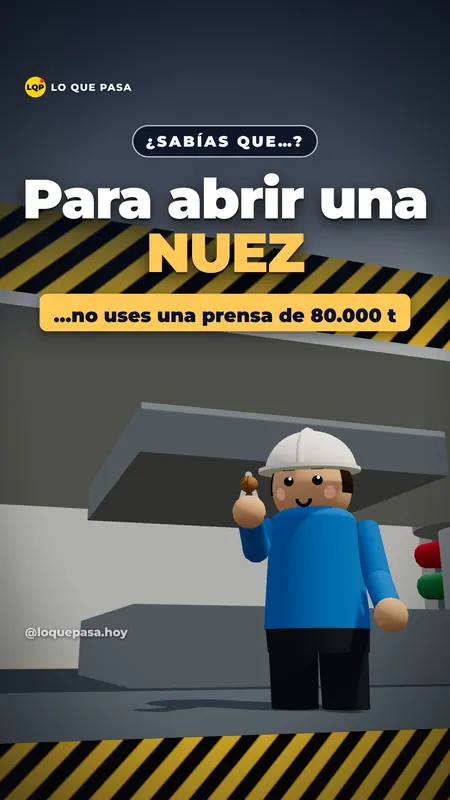 LQP LO QUE PASA
¿SABÍAS QUE...?
Para abrir una
NUEZ
...no uses una prensa de 80.000 t
@loquepasa.hoy